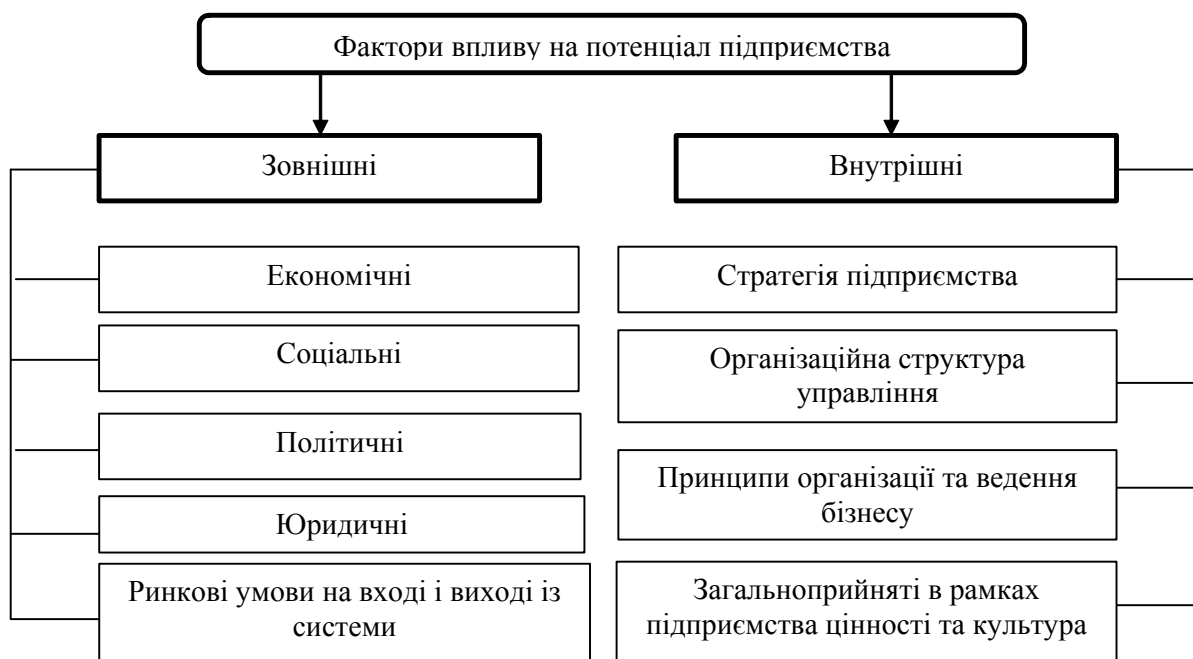 Фактори впливу на потенціал підприємства
Зовнішні
Внутрішні
Економічні
Соціальні
Політичні
Юридичні
Ринкові умови на вході і виході із
системи
Стратегія підприємства
Організаційна структура
управління
Принципи організації та ведення
бізнесу
Загальноприйняті в рамках
підприємства цінності та культура